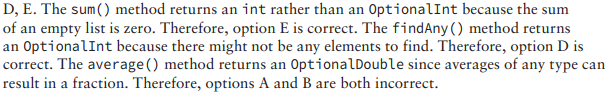 D, E. The sum() method returns an int rather than an OptionalInt because the sum
of an empty list is zero. Therefore, option E is correct. The findAny() method returns
an OptionalInt because there might not be any elements to find. Therefore, option D is
correct. The average() method returns an OptionalDouble since averages of any type can
result in a fraction. Therefore, options A and B are both incorrect.